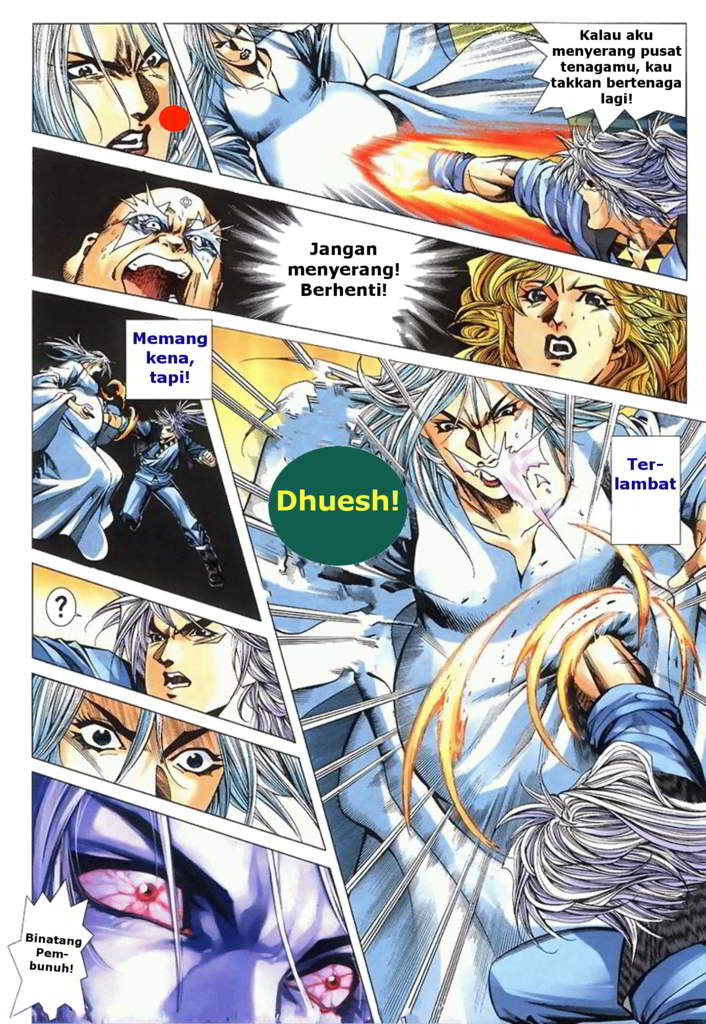 Kalau aku
menyerang pusat
tenagamu, kau
takkan bertenaga
lagi!
Jangan
menyerang!
Berhenti!
Memang
kena,
tapi!
Dhuesh!
Ter-
lambat
?
Binatang
Pem-
bunuh!